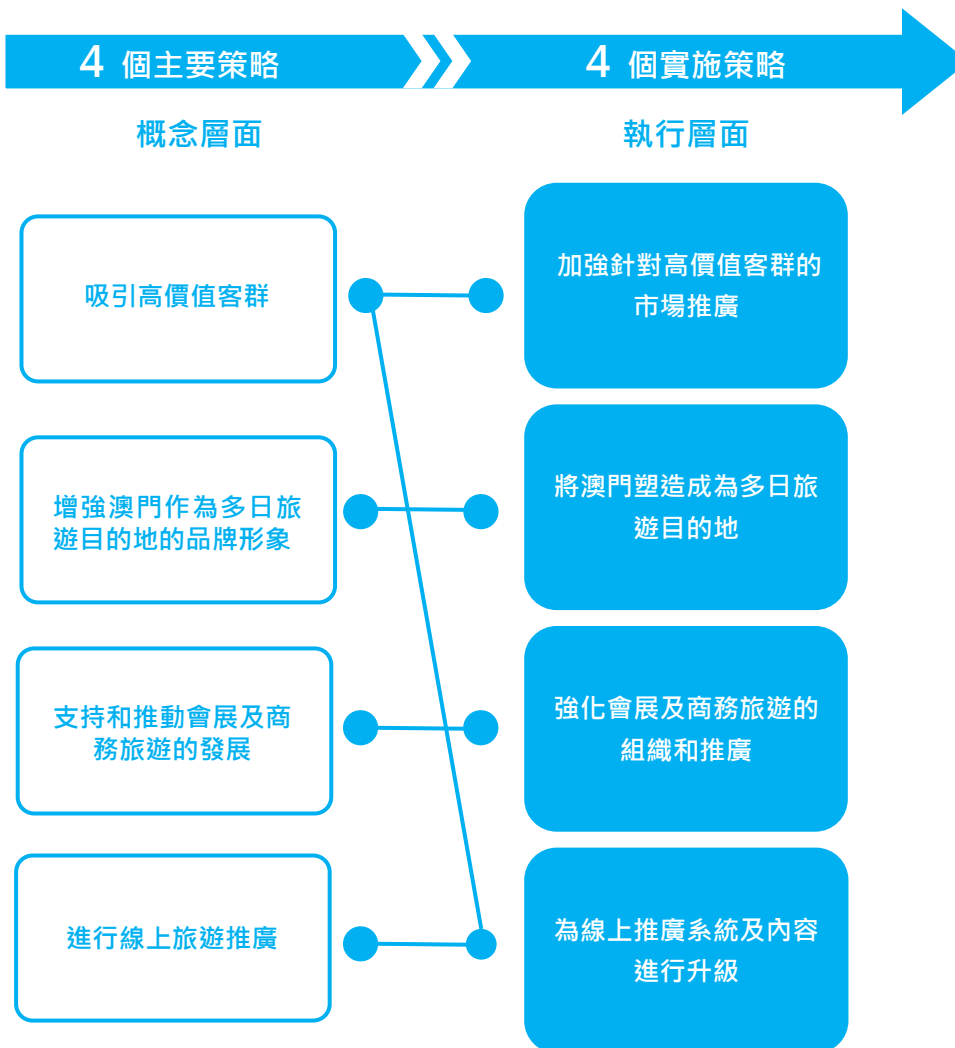 4 個主要策略
4 個實施策略
概念層面
執行層面
吸引高價值客群
加強針對高價值客群的
市場推廣
增強澳門作為多日旅
遊目的地的品牌形象
將澳門塑造成為多日旅
遊目的地
支持和推動會展及商
務旅遊的發展
強化會展及商務旅遊的
組織和推廣
進行線上旅遊推廣
為線上推廣系統及內容
進行升級